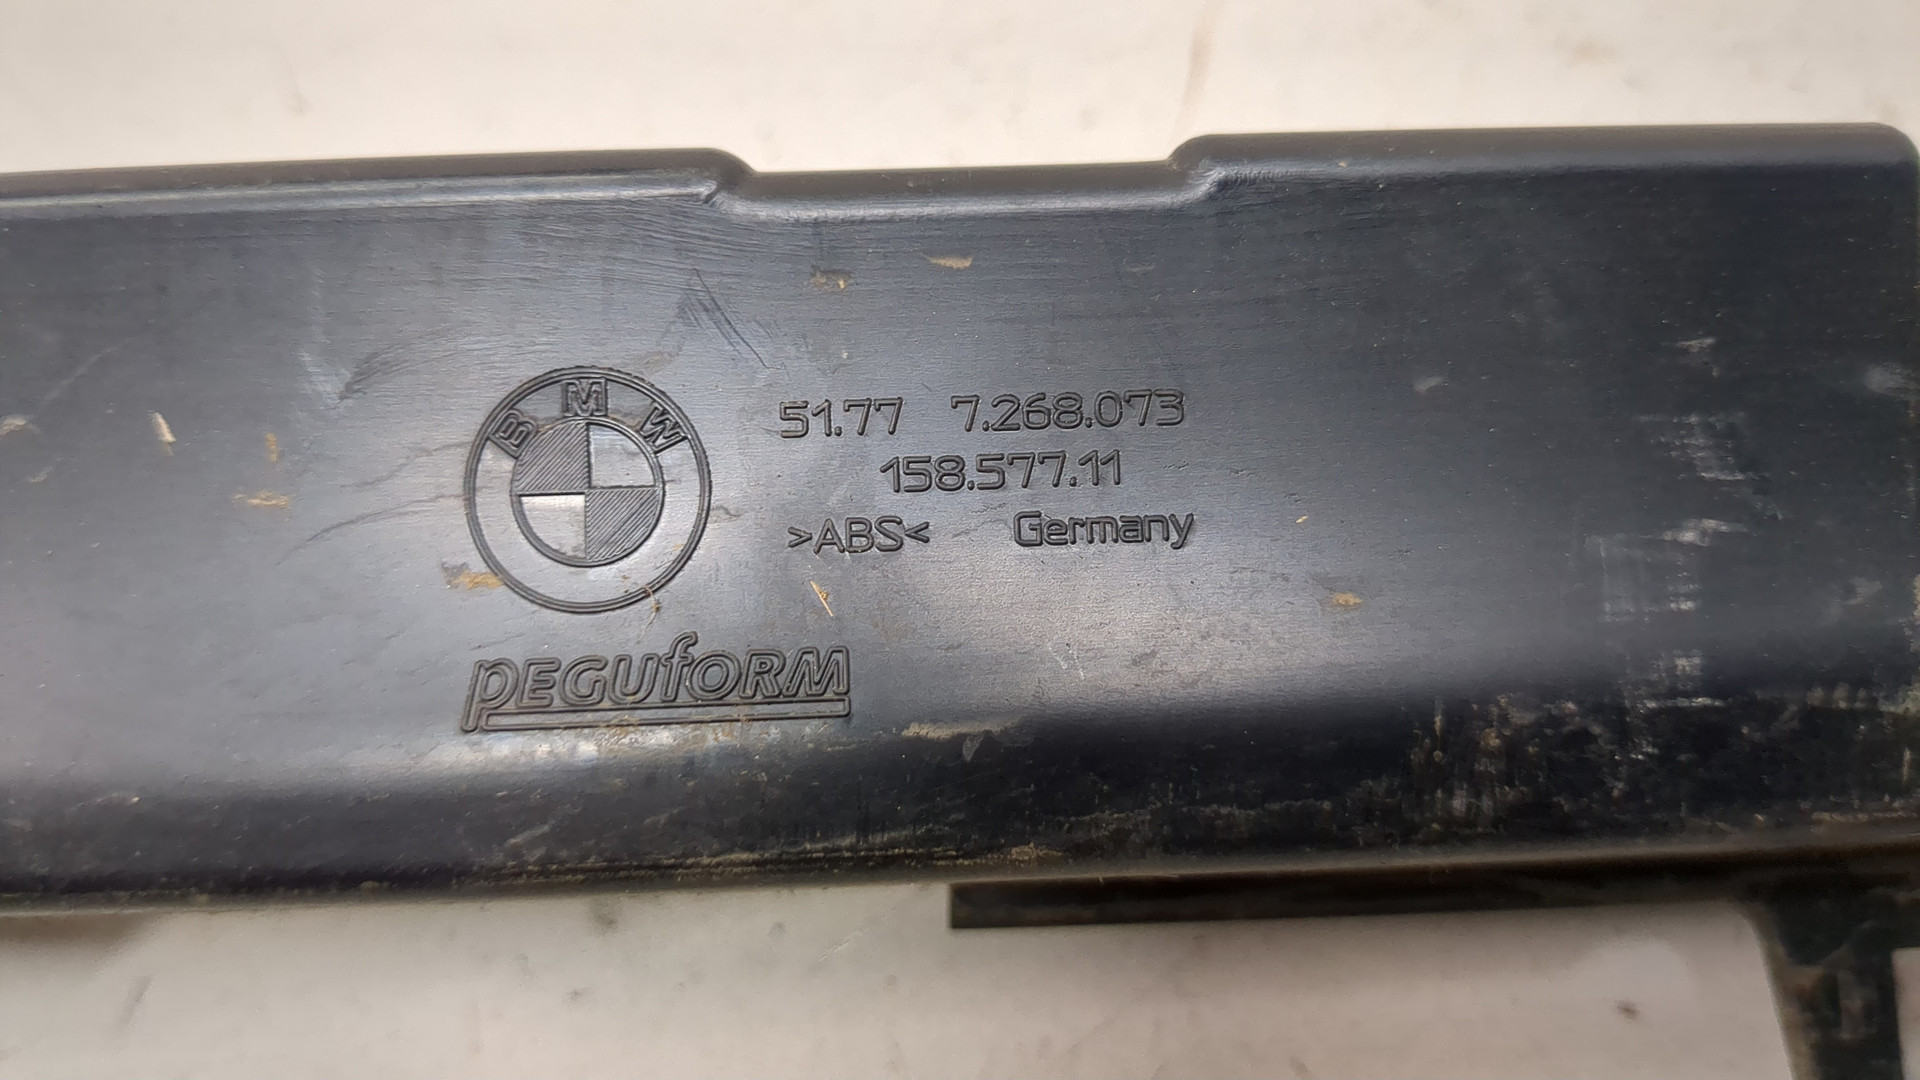 BMW
51.77 7.268.073
158.577.11
>ABS< Germany
PEGUfORM